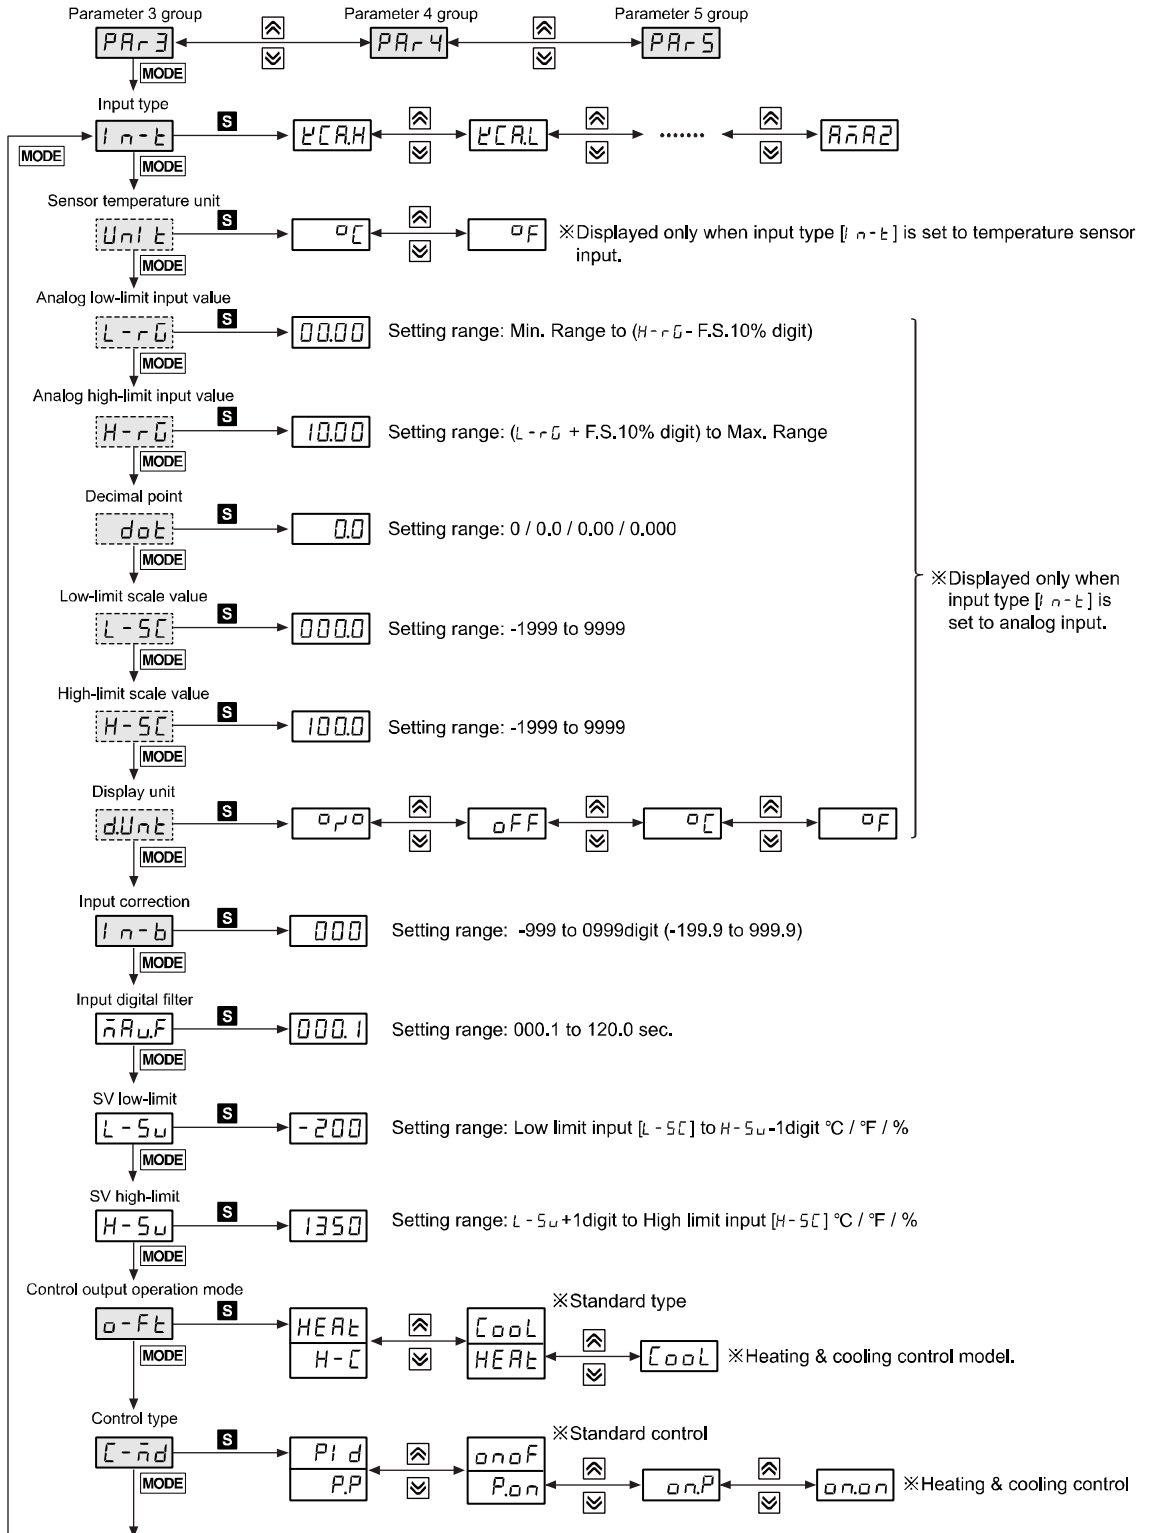 Parameter 3 group Parameter 4 group Parameter 5 group
PAr3 PAr4 PAr5
MODE
Input type
In-t S KCA.H KCA.L ······· AMA2
MODE MODE
Sensor temperature unit
UnIt S °C °F ※Displayed only when input type [In-t] is set to temperature sensor
input.
MODE
Analog low-limit input value
L-rG S 00.00 Setting range: Min. Range to (H-rG- F.S.10% digit)
MODE
Analog high-limit input value
H-rG S 10.00 Setting range: (L-rG + F.S.10% digit) to Max. Range
MODE
Decimal point
dot S 0.0 Setting range: 0 / 0.0 / 0.00 / 0.000
MODE
※Displayed only when
input type [In-t] is
set to analog input.
Low-limit scale value
L-SC S 000.0 Setting range: -1999 to 9999
MODE
High-limit scale value
H-SC S 100.0 Setting range: -1999 to 9999
MODE
Display unit
d.Unt S % oFF °C °F
MODE
Input correction
In-b S 000 Setting range: -999 to 0999digit (-199.9 to 999.9)
MODE
Input digital filter
MAv.F S 000.1 Setting range: 000.1 to 120.0 sec.
MODE
SV low-limit
L-Sv S -200 Setting range: Low limit input [L-SC] to H-Sv-1digit °C / °F / %
MODE
SV high-limit
H-Sv S 1350 Setting range: L-Sv+1digit to High limit input [H-SC] °C / °F / %
MODE
Control output operation mode
o-Ft S HEAt CooL ※Standard type
H-C HEAt CooL ※Heating & cooling control model.
MODE
Control type
C-Md S PId onoF ※Standard control
P.P P.on on.P on.on ※Heating & cooling control
MODE